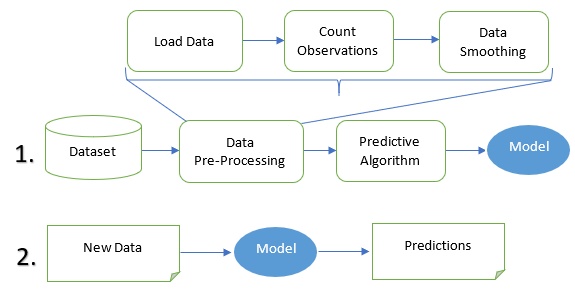 Load Data
Count
Observations
Data
Smoothing
1.
Dataset
Data
Pre-Processing
Predictive
Algorithm
Model
2.
New Data
Model
Predictions